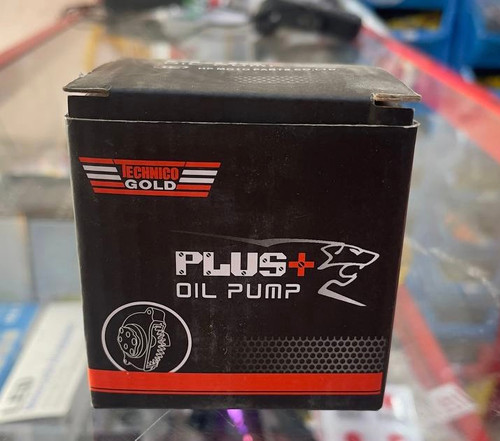 TECHNICO
GOLD
PLUS+
OIL PUMP